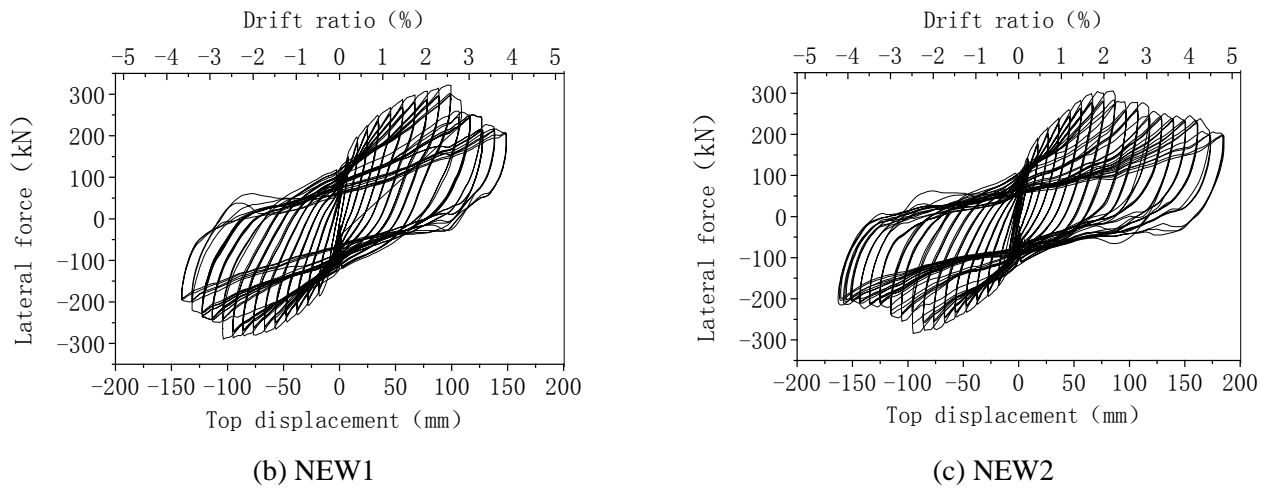 Drift ratio (%)
-5 -4 -3 -2 -1 0 1 2 3 4 5
300
200
100
0
-100
-200
-300
Lateral force (kN)
-200 -150 -100 -50 0 50 100 150 200
Top displacement (mm)
(b) NEW1
Drift ratio (%)
-5 -4 -3 -2 -1 0 1 2 3 4 5
300
200
100
0
-100
-200
-300
Lateral force (kN)
-200 -150 -100 -50 0 50 100 150 200
Top displacement (mm)
(c) NEW2